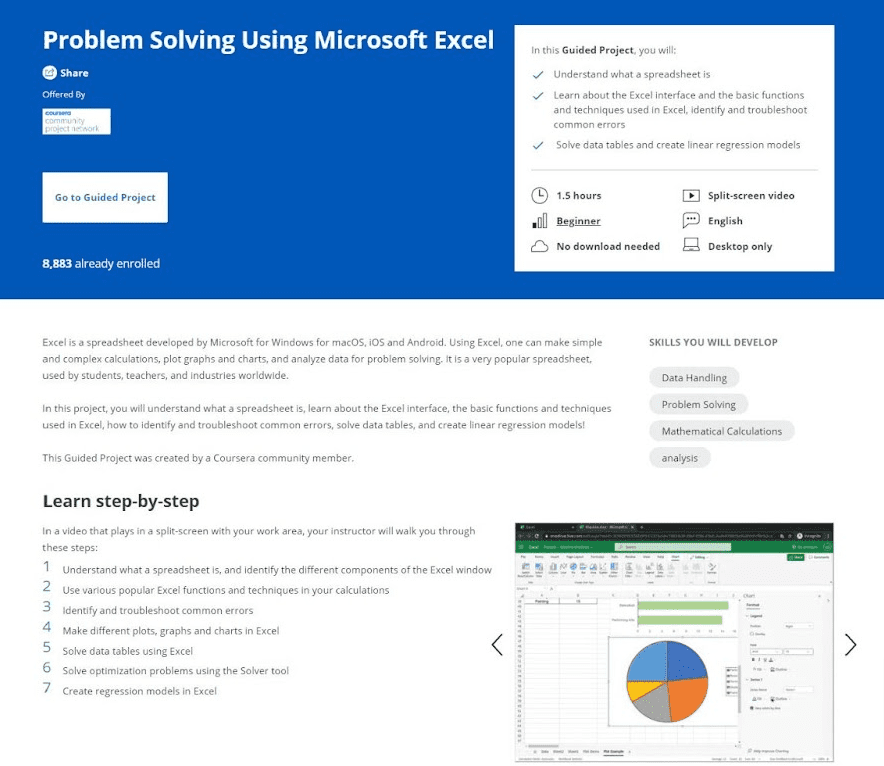 Problem Solving Using Microsoft Excel
Share
Offered By
coursera
community
project network
Go to Guided Project
8,883 already enrolled
In this Guided Project, you will:
Understand what a spreadsheet is
Learn about the Excel interface and the basic functions
and techniques used in Excel, identify and troubleshoot
common errors
Solve data tables and create linear regression models
1.5 hours
Split-screen video
Beginner
English
No download needed
Desktop only
Excel is a spreadsheet developed by Microsoft for Windows for macOS, iOS and Android. Using Excel, one can make simple
and complex calculations, plot graphs and charts, and analyze data for problem solving. It is a very popular spreadsheet,
used by students, teachers, and industries worldwide.
In this project, you will understand what a spreadsheet is, learn about the Excel interface, the basic functions and techniques
used in Excel, how to identify and troubleshoot common errors, solve data tables, and create linear regression models!
This Guided Project was created by a Coursera community member.
SKILLS YOU WILL DEVELOP
Data Handling
Problem Solving
Mathematical Calculations
analysis
Learn step-by-step
In a video that plays in a split-screen with your work area, your instructor will walk you through
these steps:
1 Understand what a spreadsheet is, and identify the different components of the Excel window
2 Use various popular Excel functions and techniques in your calculations
3 Identify and troubleshoot common errors
4 Make different plots, graphs and charts in Excel
5 Solve data tables using Excel
6 Solve optimization problems using the Solver tool
7 Create regression models in Excel
Chart
Format